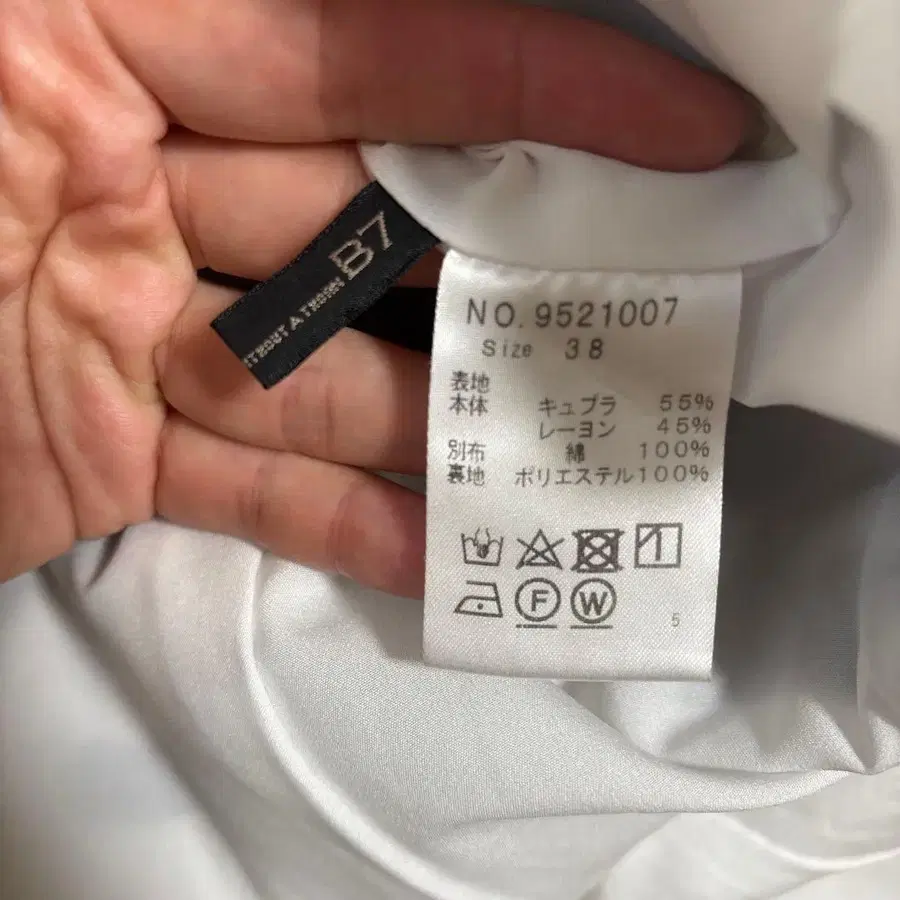 B7
NO. 9521007
Size 38
表地
本体 キュプラ 55%
レーヨン 45%
別布 綿 100%
裏地 ポリエステル100%
F W
5